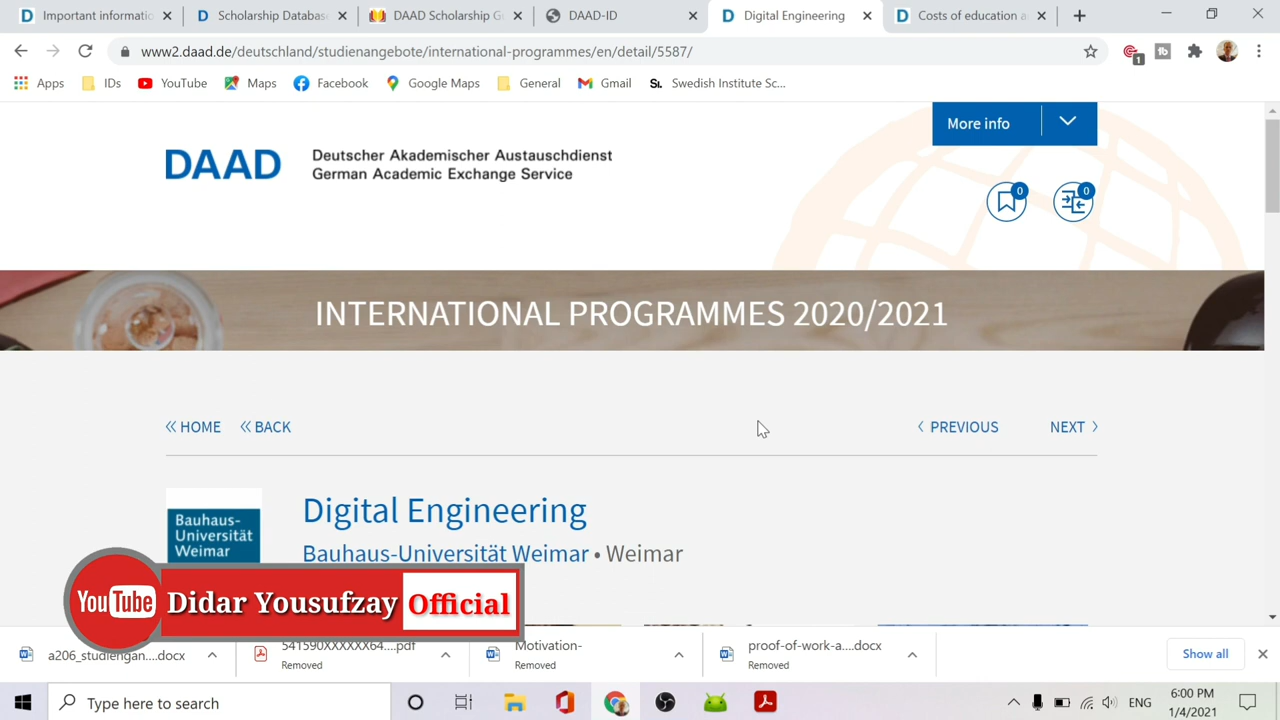 Important informatio
Scholarship Database
DAAD Scholarship G
DAAD-ID
Digital Engineering
Costs of education a
www2.daad.de/deutschland/studienangebote/international-programmes/en/detail/5587/
1
Apps
IDs
YouTube
Maps
Facebook
Google Maps
General
Gmail
Si.
Swedish Institute Sc...
More info
DAAD
Deutscher Akademischer Austauschdienst
German Academic Exchange Service
0
0
INTERNATIONAL PROGRAMMES 2020/2021
HOME
BACK
PREVIOUS
NEXT
Bauhaus-
Universität
Weimar
Digital Engineering
Bauhaus-Universität Weimar • Weimar
YouTube
Didar Yousufzay Official
a206_studiengan....docx
541590XXXXXX64....pdf
Removed
Motivation-
Removed
proof-of-work-a....docx
Removed
Show all
Type here to search
ENG
6:00 PM
1/4/2021